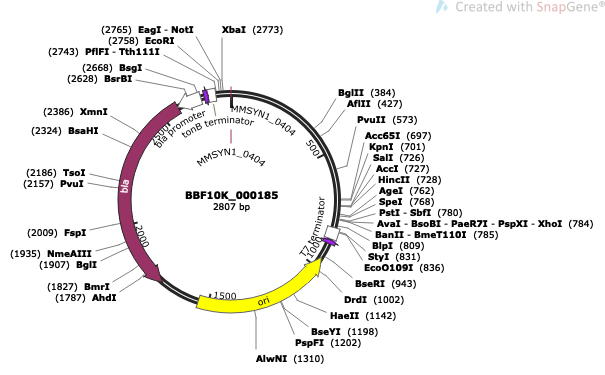 Created with SnapGene®
(2765) EagI - NotI
(2758) EcoRI
(2743) PflFI - Tth111I
(2668) BsgI
(2628) BsrBI
(2386) XmnI
(2324) BsaHI
(2186) TsoI
(2157) PvuI
(2009) FspI
(1935) NmeAIII
(1907) BglI
(1827) BmrI
(1787) AhdI
XbaI (2773)
BglII (384)
AflII (427)
PvuII (573)
Acc65I (697)
KpnI (701)
SalI (726)
AccI (727)
HincII (728)
AgeI (762)
SpeI (768)
PstI - SbfI (780)
AvaI - BsoBI - PaeR7I - PspXI - XhoI (784)
BanII - BmeT110I (785)
BlpI (809)
StyI (831)
EcoO109I (836)
BseRI (943)
DrdI (1002)
HaeII (1142)
BseYI (1198)
PspFI (1202)
AlwNI (1310)
MMSYN1_0404
tonB terminator
bla promoter
MMSYN1_0404
BBF10K_000185
2807 bp
T7 terminator
bla
ori
500
1000
1500
2000
2500